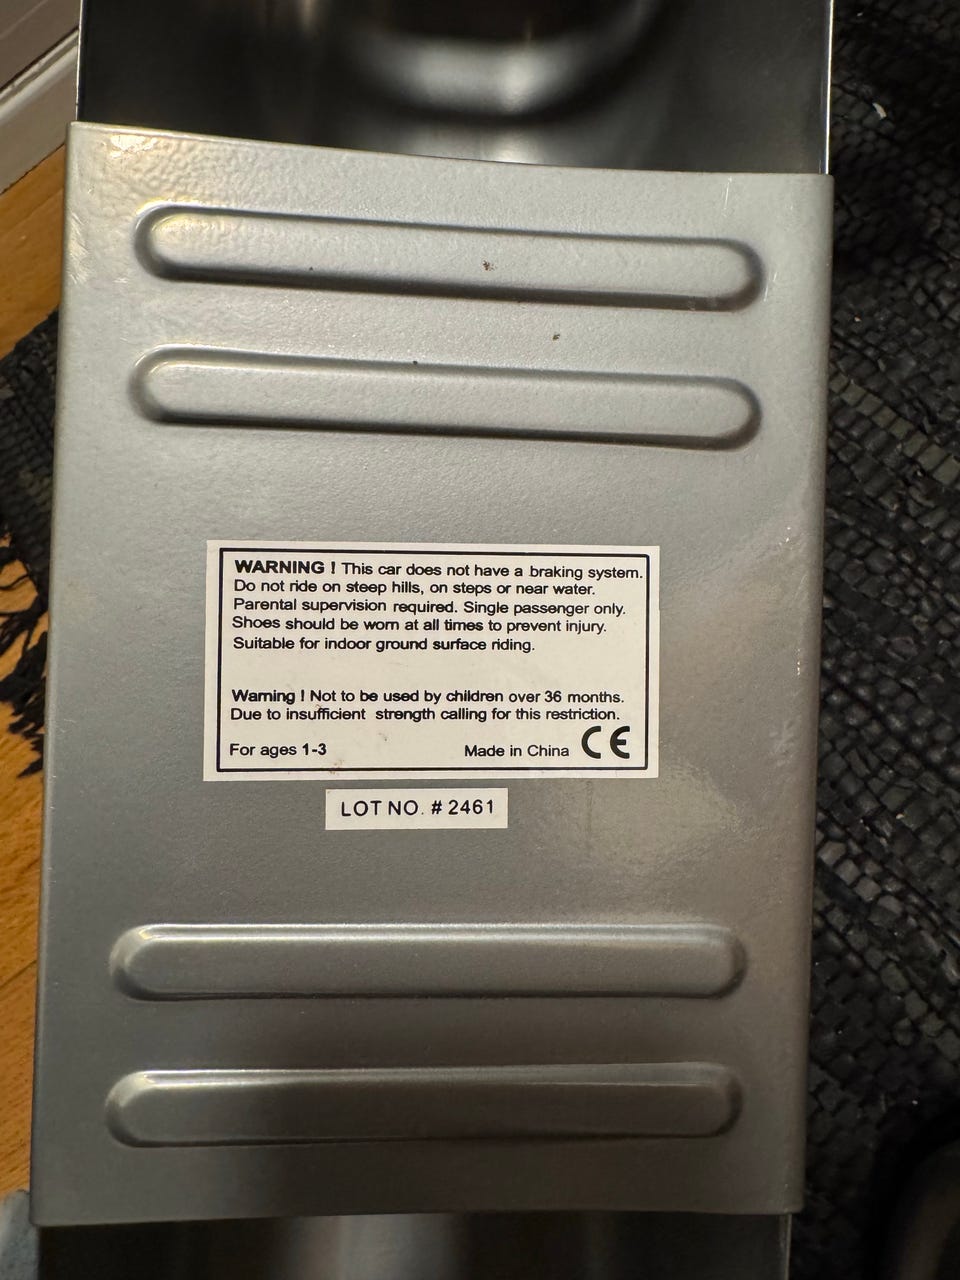 WARNING ! This car does not have a braking system.
Do not ride on steep hills, on steps or near water.
Parental supervision required. Single passenger only.
Shoes should be worn at all times to prevent injury.
Suitable for indoor ground surface riding.
Warning ! Not to be used by children over 36 months.
Due to insufficient strength calling for this restriction.
For ages 1-3 Made in China CE
LOT NO. # 2461